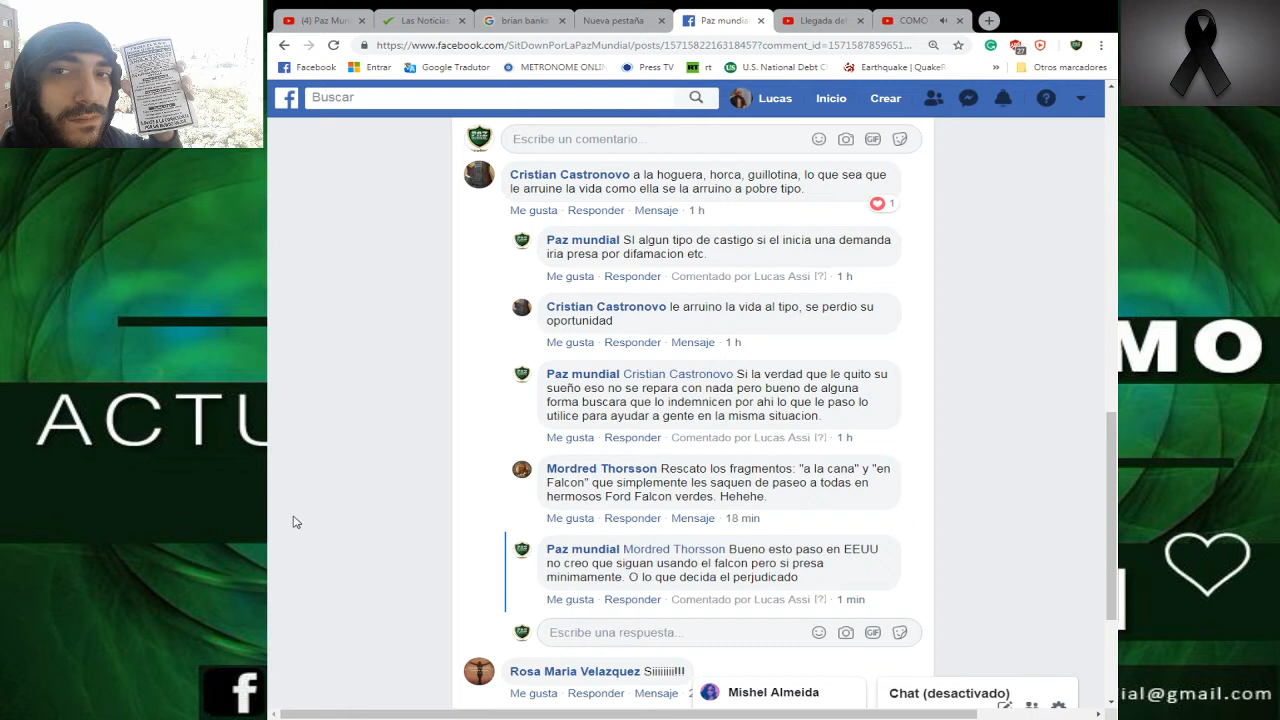 (4) Paz Mun
Las Noticias
brian banks
Nueva pestaña
Paz mundia
Llegada del
COMO
https://www.facebook.com/SitDownPorLaPazMundial/posts/1571582216318457?comment_id=1571587859651...
27
Facebook
Entrar
Google Tradutor
METRONOME ONLI
Press TV
rt
U.S. National Debt C
Earthquake | QuakeR
»
Otros marcadores
Buscar
Lucas
Inicio
Crear
Escribe un comentario...
GIF
Cristian Castronovo a la hoguera, horca, guillotina, lo que sea que
le arruine la vida como ella se la arruino a pobre tipo.
1
Me gusta · Responder · Mensaje · 1 h
Paz mundial SI algun tipo de castigo si el inicia una demanda
iria presa por difamacion etc.
Me gusta · Responder · Comentado por Lucas Assi [?] · 1 h
Cristian Castronovo le arruino la vida al tipo, se perdio su
oportunidad
Me gusta · Responder · Mensaje · 1 h
Paz mundial Cristian Castronovo Si la verdad que le quito su
sueño eso no se repara con nada pero bueno de alguna
forma buscara que lo indemnicen por ahi lo que le paso lo
utilice para ayudar a gente en la misma situacion.
Me gusta · Responder · Comentado por Lucas Assi [?] · 1 h
Mordred Thorsson Rescato los fragmentos: "a la cana" y "en
Falcon" que simplemente les saquen de paseo a todas en
hermosos Ford Falcon verdes. Hehehe.
Me gusta · Responder · Mensaje · 18 min
Paz mundial Mordred Thorsson Bueno esto paso en EEUU
no creo que siguan usando el falcon pero si presa
minimamente. O lo que decida el perjudicado
Me gusta · Responder · Comentado por Lucas Assi [?] · 1 min
Escribe una respuesta...
GIF
Rosa Maria Velazquez Siiiiiiii!!!
Me gusta · Responder · Mensaje · 2
Mishel Almeida
Chat (desactivado)
ACTU
MO
ial@gmail.com